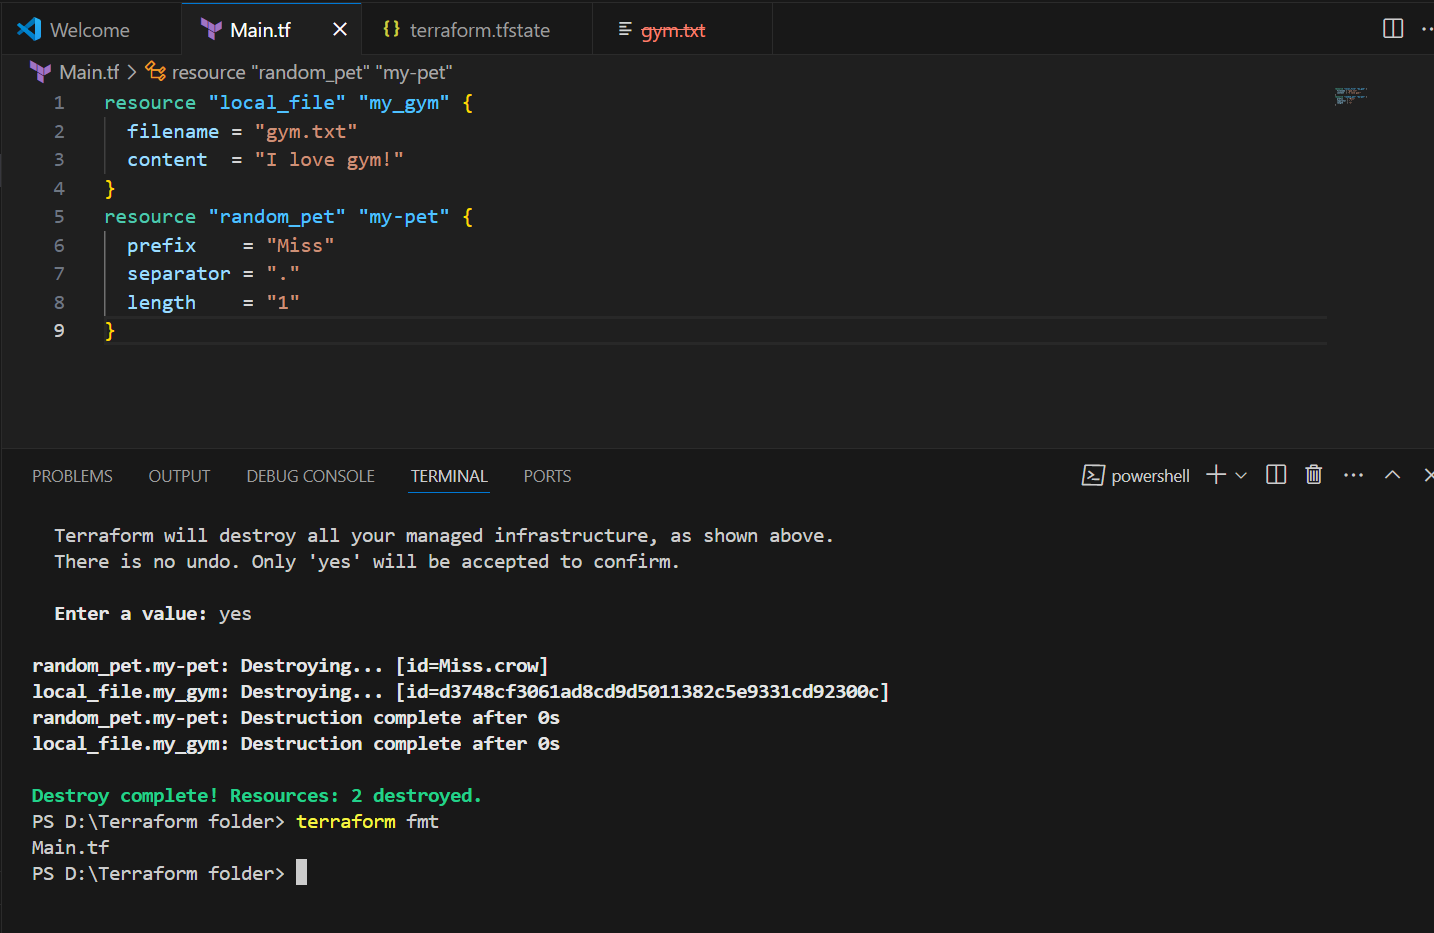 Welcome
Main.tf
{} terraform.tfstate
gym.txt
Main.tf > resource "random_pet" "my-pet"
1 resource "local_file" "my_gym" {
2   filename = "gym.txt"
3   content  = "I love gym!"
4 }
5 resource "random_pet" "my-pet" {
6   prefix    = "Miss"
7   separator = "."
8   length    = "1"
9 }
PROBLEMS OUTPUT DEBUG CONSOLE TERMINAL PORTS
powershell
Terraform will destroy all your managed infrastructure, as shown above.
There is no undo. Only 'yes' will be accepted to confirm.
Enter a value: yes
random_pet.my-pet: Destroying... [id=Miss.crow]
local_file.my_gym: Destroying... [id=d3748cf3061ad8cd9d5011382c5e9331cd92300c]
random_pet.my-pet: Destruction complete after 0s
local_file.my_gym: Destruction complete after 0s
Destroy complete! Resources: 2 destroyed.
PS D:\Terraform folder> terraform fmt
Main.tf
PS D:\Terraform folder>